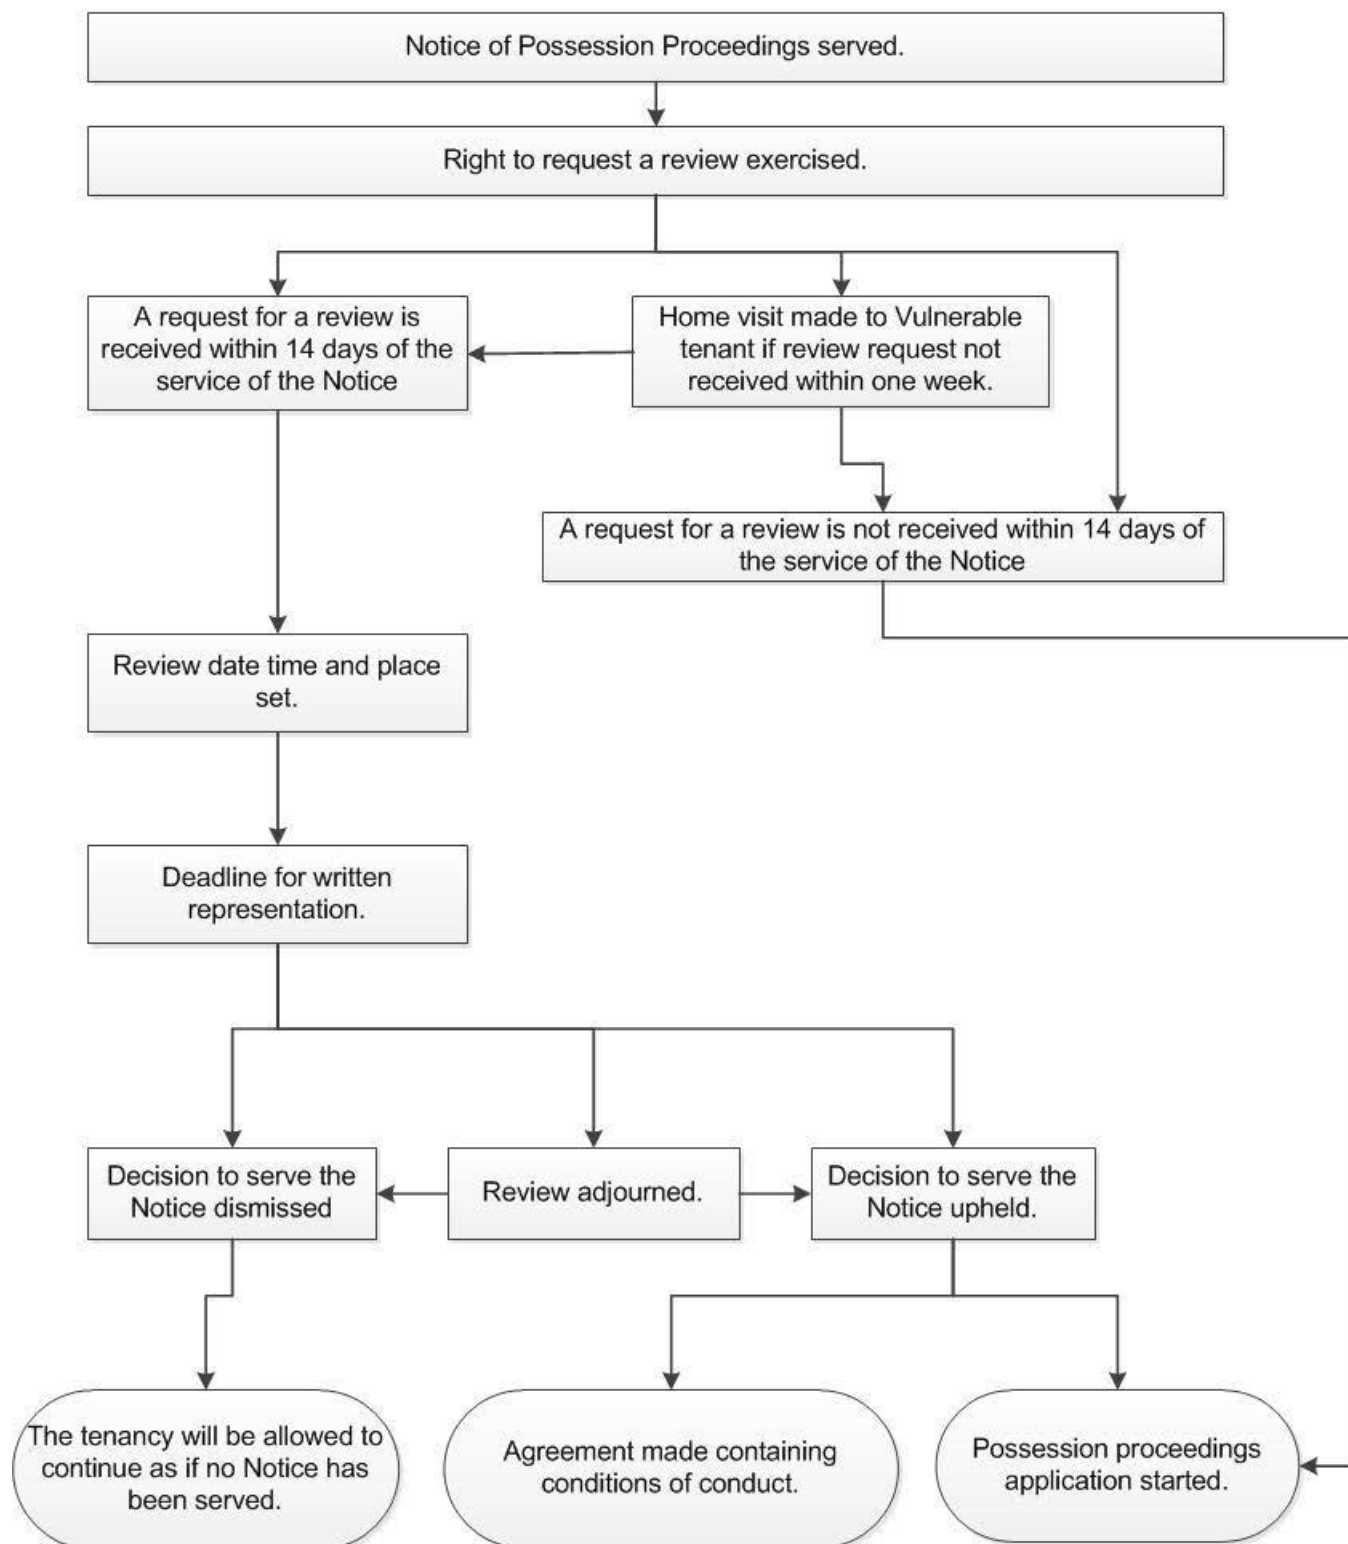 Notice of Possession Proceedings served.
Right to request a review exercised.
A request for a review is
received within 14 days of the
service of the Notice
Home visit made to Vulnerable
tenant if review request not
received within one week.
A request for a review is not received within 14 days of
the service of the Notice
Review date time and place
set.
Deadline for written
representation.
Decision to serve the
Notice dismissed
Review adjourned.
Decision to serve the
Notice upheld.
The tenancy will be allowed to
continue as if no Notice has
been served.
Agreement made containing
conditions of conduct.
Possession proceedings
application started.